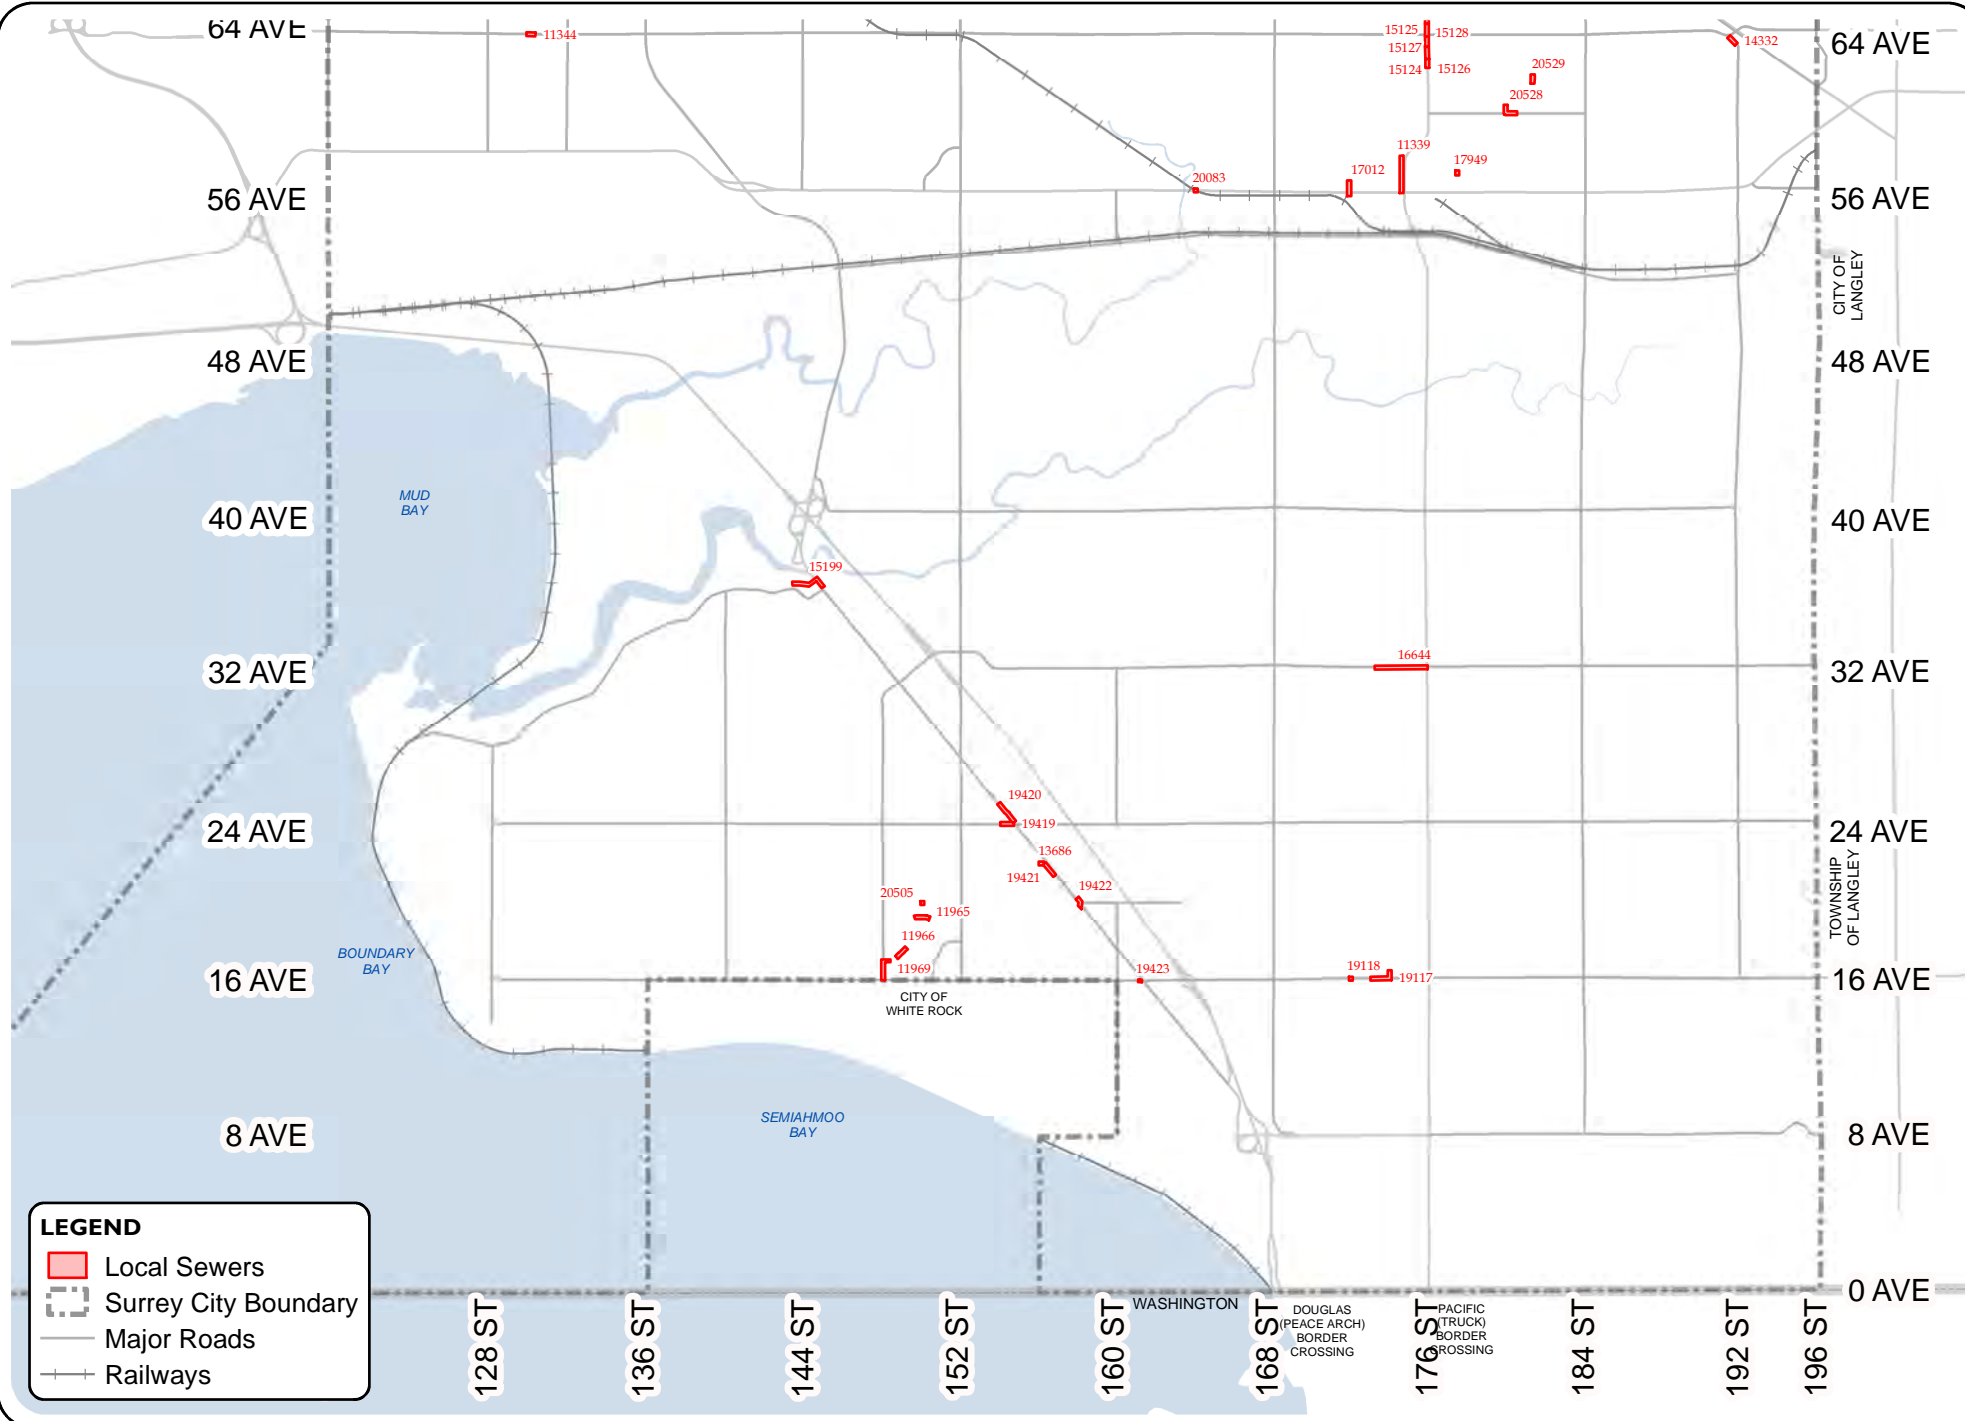 64 AVE
11344
15125
15128
15127
15124
15126
14332
64 AVE
20529
20528
11339
17012
17949
20083
56 AVE
56 AVE
CITY OF
LANGLEY
48 AVE
48 AVE
MUD
BAY
40 AVE
40 AVE
15199
32 AVE
16644
32 AVE
19420
19419
24 AVE
24 AVE
13686
19421
19422
20505
11965
11966
11969
TOWNSHIP
OF LANGLEY
BOUNDARY
BAY
16 AVE
19423
19118
19117
16 AVE
CITY OF
WHITE ROCK
8 AVE
SEMIAHMOO
BAY
8 AVE
LEGEND
Local Sewers
Surrey City Boundary
Major Roads
Railways
0 AVE
WASHINGTON
DOUGLAS
(PEACE ARCH)
BORDER
CROSSING
PACIFIC
(TRUCK)
BORDER
CROSSING
128 ST
136 ST
144 ST
152 ST
160 ST
168 ST
176 ST
184 ST
192 ST
196 ST